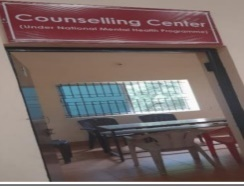 Counselling Center
(Under National Mental Health Programme)